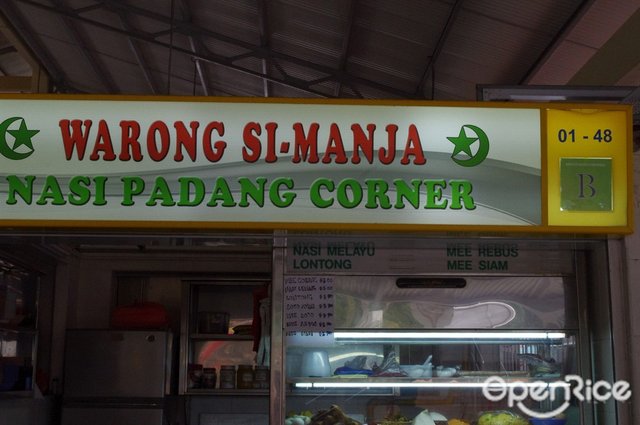 WARONG SI-MANJA
NASI PADANG CORNER
01 - 48
B
NASI MELAYU
LONTONG
MEE REBUS
MEE SIAM
OPENRICE